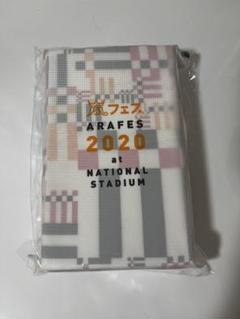 嵐フェス
ARAFES
2020
at
NATIONAL
STADIUM